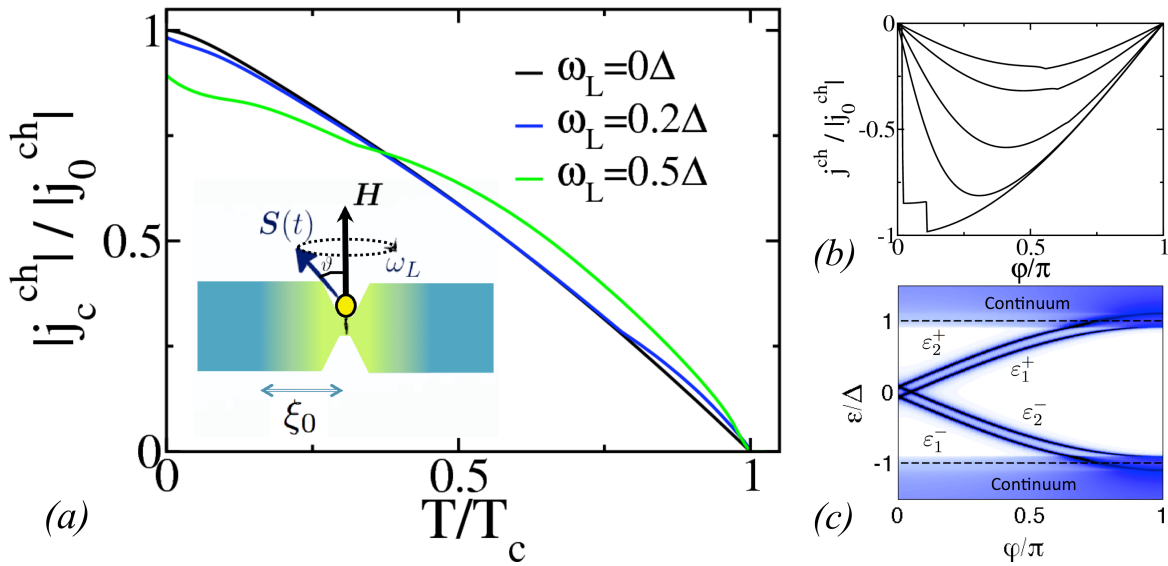 |j_c^ch| / |j_0^ch|
1
0.5
0
0
0.5
1
T/T_c
ω_L=0Δ
ω_L=0.2Δ
ω_L=0.5Δ
H
S(t)
ϑ
ω_L
ξ_0
(a)
j^ch / |j_0^ch|
0
-0.5
-1
0
0.5
1
φ/π
(b)
ε/Δ
1
0
-1
Continuum
ε_2^+
ε_1^+
ε_2^-
ε_1^-
Continuum
0
0.5
1
φ/π
(c)